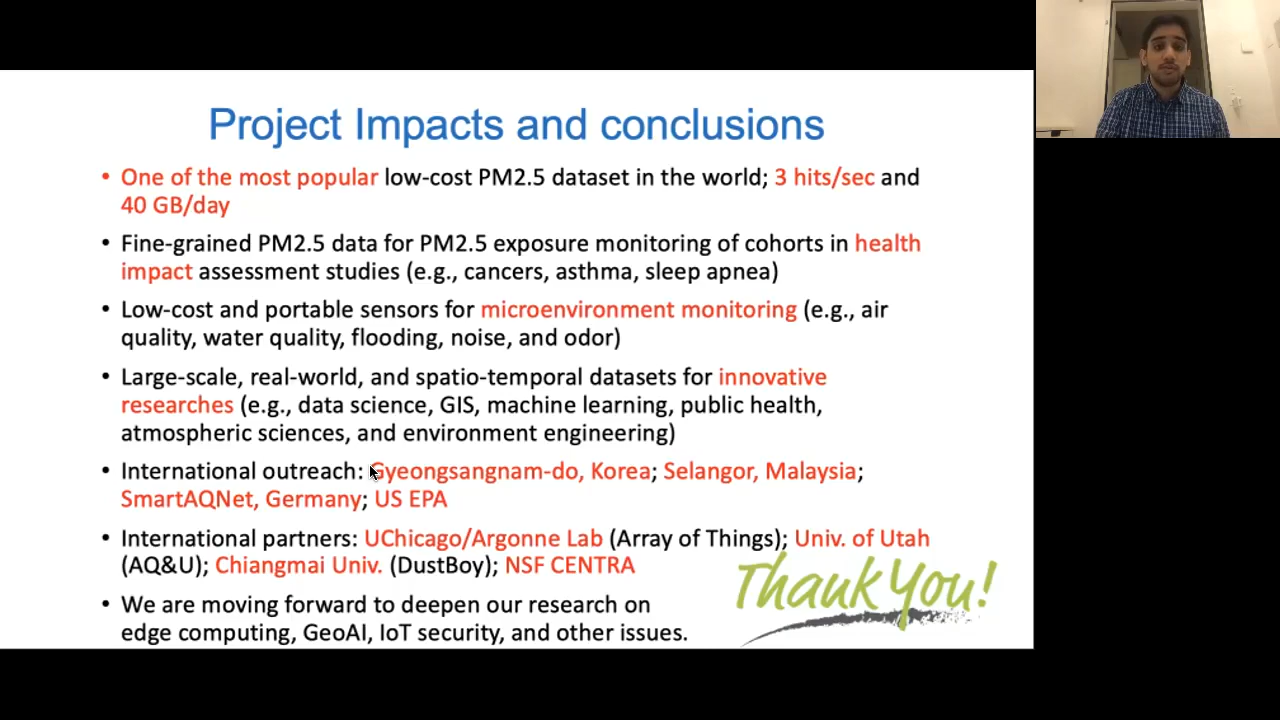 Project Impacts and conclusions
• One of the most popular low-cost PM2.5 dataset in the world; 3 hits/sec and
40 GB/day
• Fine-grained PM2.5 data for PM2.5 exposure monitoring of cohorts in health
impact assessment studies (e.g., cancers, asthma, sleep apnea)
• Low-cost and portable sensors for microenvironment monitoring (e.g., air
quality, water quality, flooding, noise, and odor)
• Large-scale, real-world, and spatio-temporal datasets for innovative
researches (e.g., data science, GIS, machine learning, public health,
atmospheric sciences, and environment engineering)
• International outreach: Gyeongsangnam-do, Korea; Selangor, Malaysia;
SmartAQNet, Germany; US EPA
• International partners: UChicago/Argonne Lab (Array of Things); Univ. of Utah
(AQ&U); Chiangmai Univ. (DustBoy); NSF CENTRA
• We are moving forward to deepen our research on
edge computing, GeoAI, IoT security, and other issues.
Thank You!